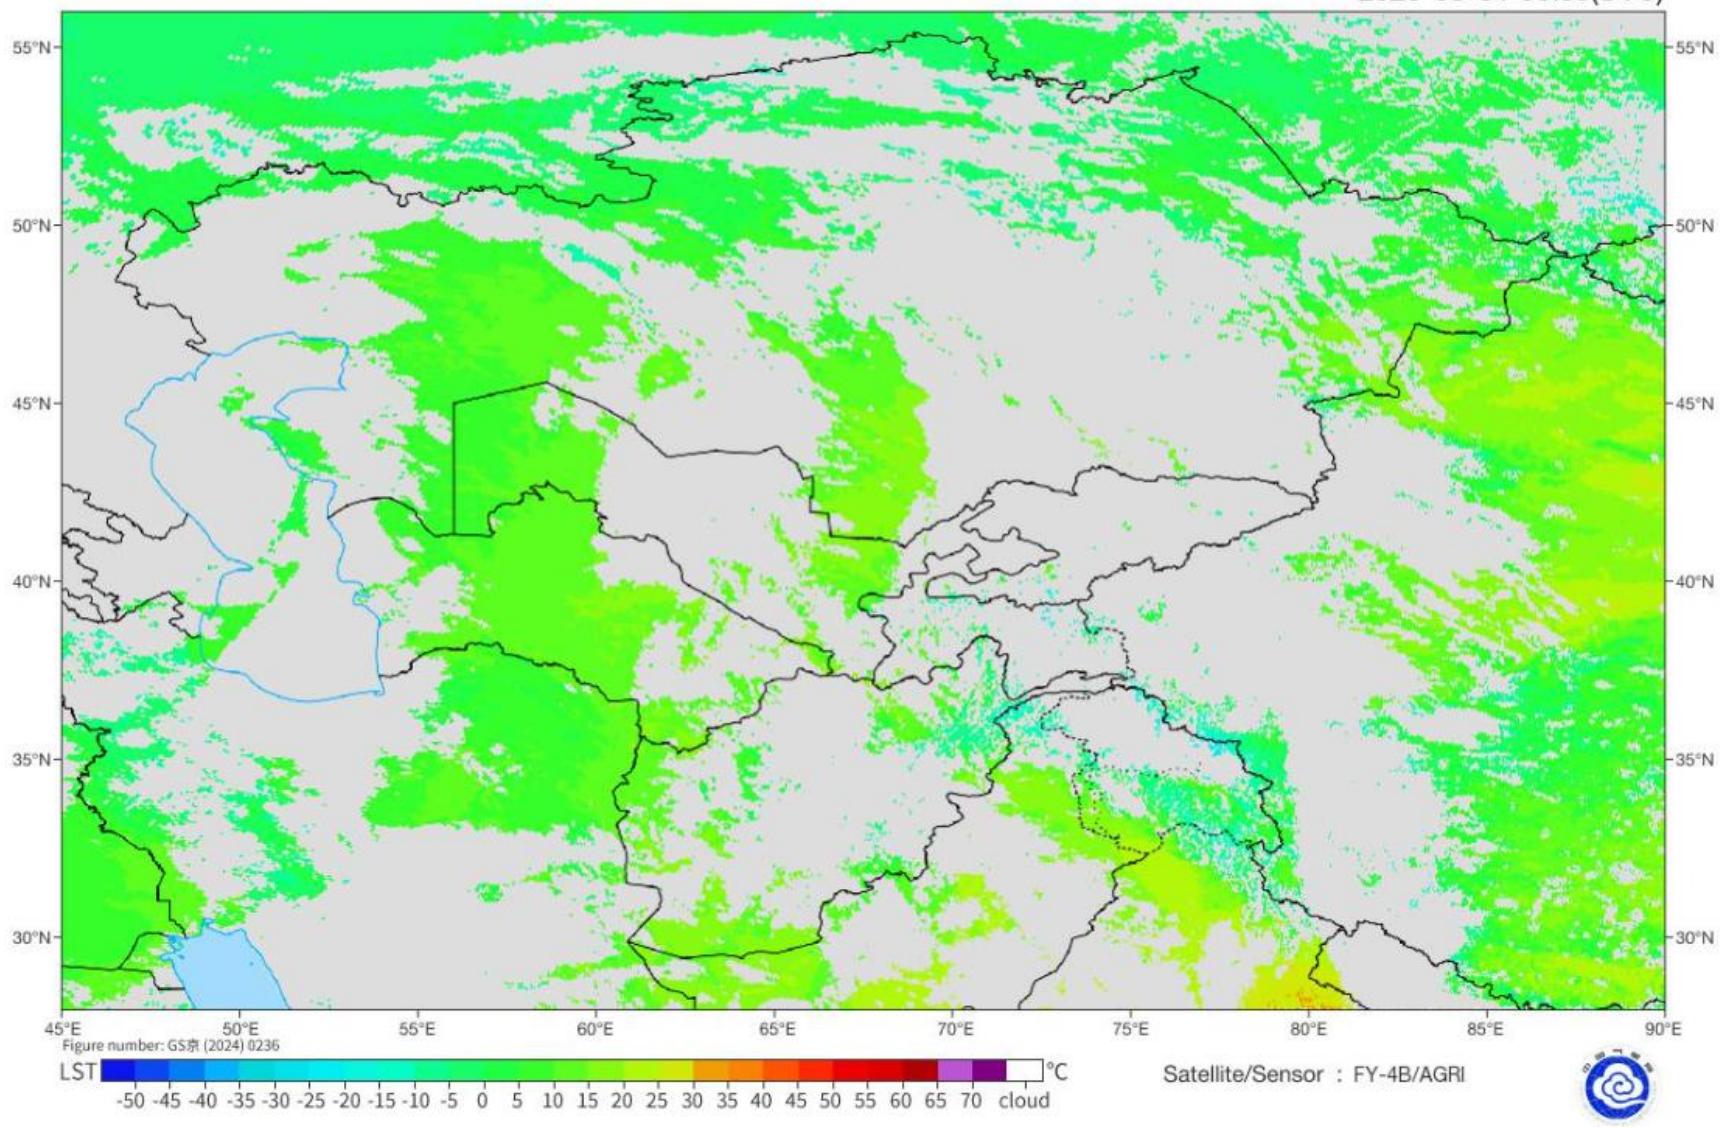 55°N 55°N
50°N 50°N
45°N 45°N
40°N 40°N
35°N 35°N
30°N 30°N
45°E 50°E 55°E 60°E 65°E 70°E 75°E 80°E 85°E 90°E
Figure number: GS京 (2024) 0236
LST °C
-50 -45 -40 -35 -30 -25 -20 -15 -10 -5 0 5 10 15 20 25 30 35 40 45 50 55 60 65 70 cloud
Satellite/Sensor : FY-4B/AGRI